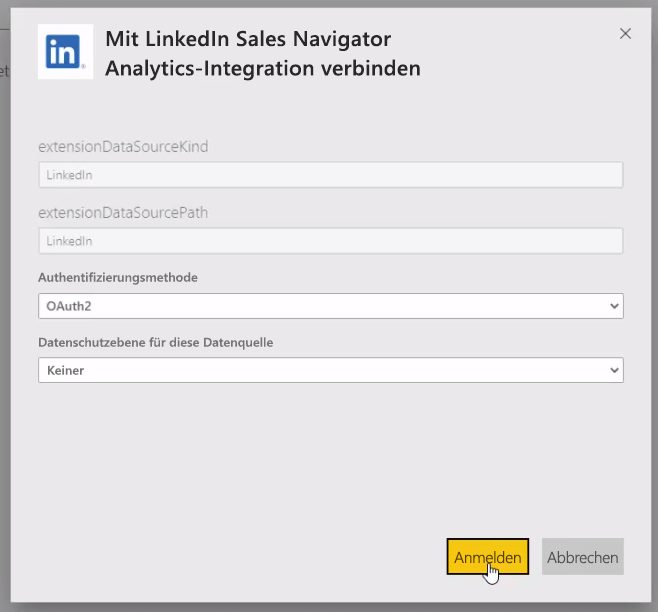 in
Mit LinkedIn Sales Navigator
Analytics-Integration verbinden
extensionDataSourceKind
LinkedIn
extensionDataSourcePath
LinkedIn
Authentifizierungsmethode
OAuth2
Datenschutzebene für diese Datenquelle
Keiner
Anmelden
Abbrechen